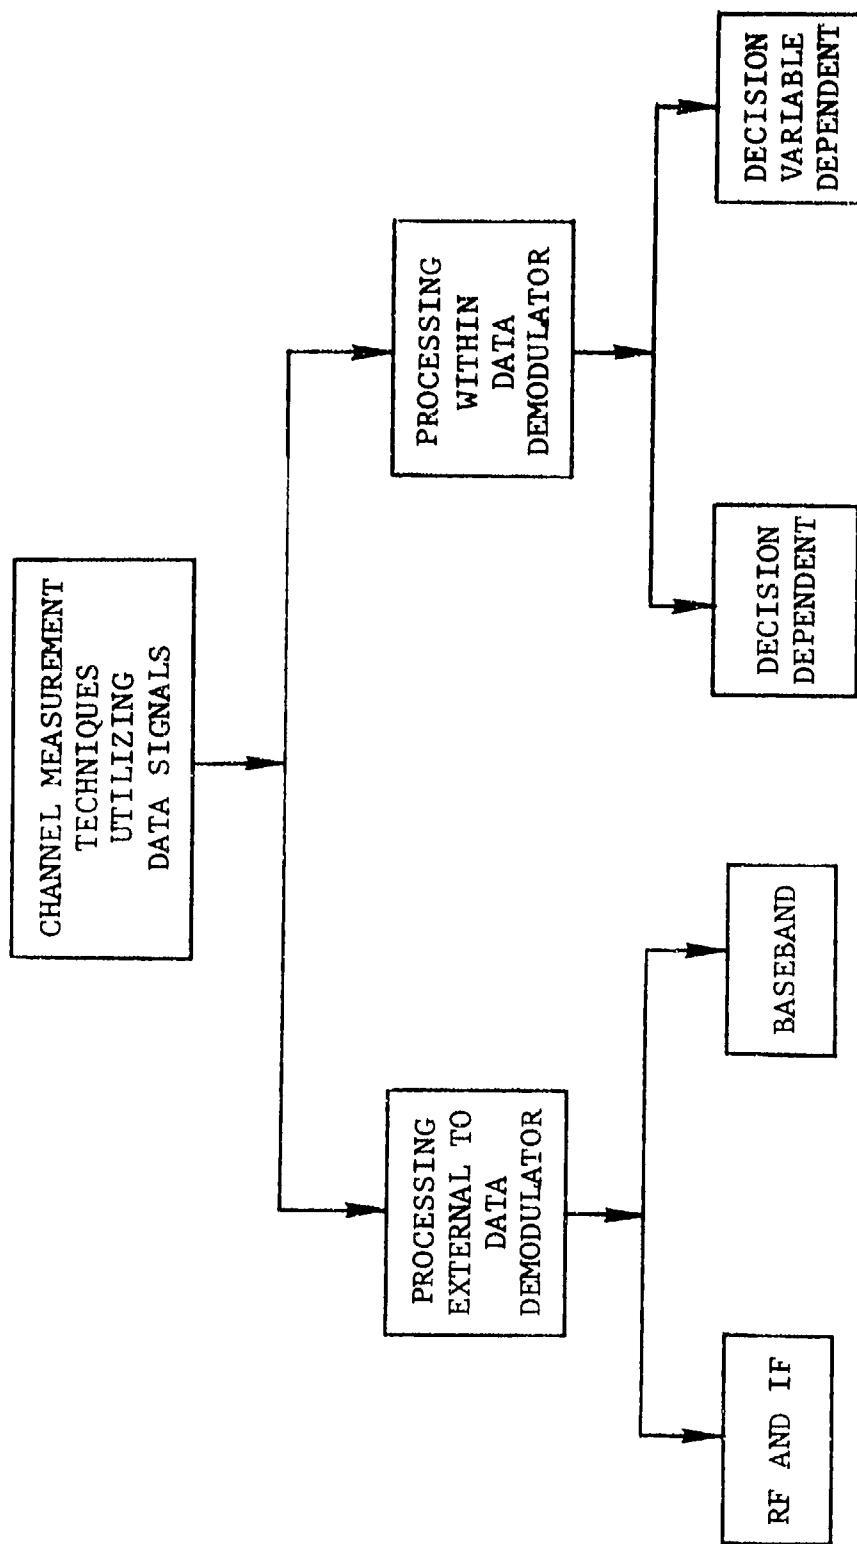 CHANNEL MEASUREMENT
TECHNIQUES
UTILIZING
DATA SIGNALS
PROCESSING
EXTERNAL TO
DATA
DEMODULATOR
PROCESSING
WITHIN
DATA
DEMODULATOR
RF AND IF
BASEBAND
DECISION
DEPENDENT
DECISION
VARIABLE
DEPENDENT